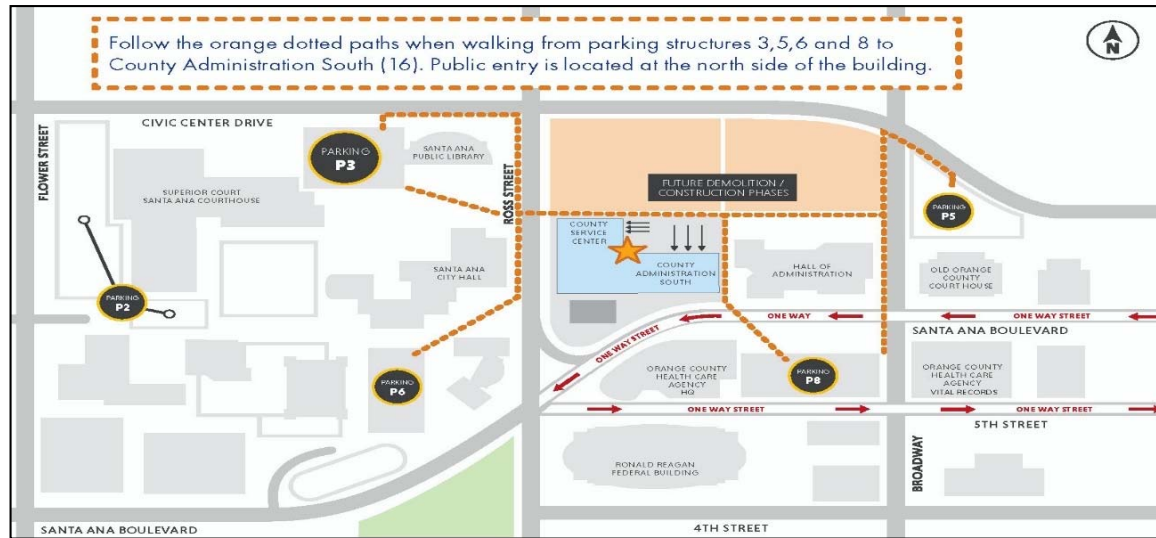 Follow the orange dotted paths when walking from parking structures 3,5,6 and 8 to
County Administration South (16). Public entry is located at the north side of the building.
N
CIVIC CENTER DRIVE
FLOWER STREET
PARKING
P3
SANTA ANA
PUBLIC LIBRARY
ROSS STREET
SUPERIOR COURT
SANTA ANA COURTHOUSE
FUTURE DEMOLITION /
CONSTRUCTION PHASES
PARKING
P5
COUNTY
SERVICE
CENTER
COUNTY
ADMINISTRATION
SOUTH
HALL OF
ADMINISTRATION
OLD ORANGE
COUNTY
COURT HOUSE
SANTA ANA
CITY HALL
PARKING
P2
ONE WAY STREET
ONE WAY
ONE WAY STREET
SANTA ANA BOULEVARD
PARKING
P6
ORANGE COUNTY
HEALTH CARE
AGENCY
HQ
PARKING
P8
ORANGE COUNTY
HEALTH CARE
AGENCY
VITAL RECORDS
ONE WAY STREET
ONE WAY STREET
5TH STREET
RONALD REAGAN
FEDERAL BUILDING
BROADWAY
SANTA ANA BOULEVARD
4TH STREET